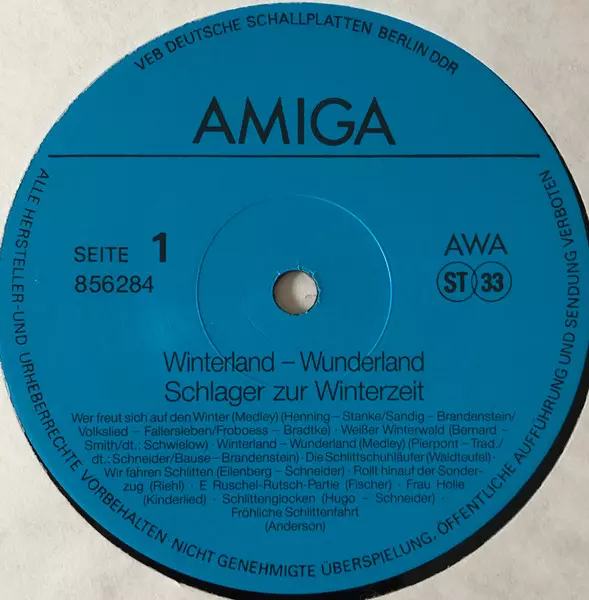 VEB DEUTSCHE SCHALLPLATTEN BERLIN DDR
AMIGA
SEITE 1
856284
AWA
ST 33
Winterland – Wunderland
Schlager zur Winterzeit
Wer freut sich auf den Winter (Medley) (Henning – Stanke/Sandig – Brandenstein/
Volkslied – Fallersleben/Froboess – Bradtke) · Weißer Winterwald (Bernard –
Smith/dt.: Schwielow) · Winterland – Wunderland (Medley) (Pierpont – Trad./
dt.: Schneider/Bause – Brandenstein) · Die Schlittschuhläufer (Waldteufel) ·
Wir fahren Schlitten (Eilenberg – Schneider) · Rollt hinauf der Sonder-
zug (Riehl) · E Ruschel-Rutsch-Partie (Fischer) · Frau Holle
(Kinderlied) · Schlittenglocken (Hugo – Schneider) ·
Fröhliche Schlittenfahrt
(Anderson)
ALLE HERSTELLER- UND URHEBERRECHTE VORBEHALTEN · NICHT GENEHMIGTE ÜBERSPIELUNG, ÖFFENTLICHE AUFFÜHRUNG UND SENDUNG VERBOTEN